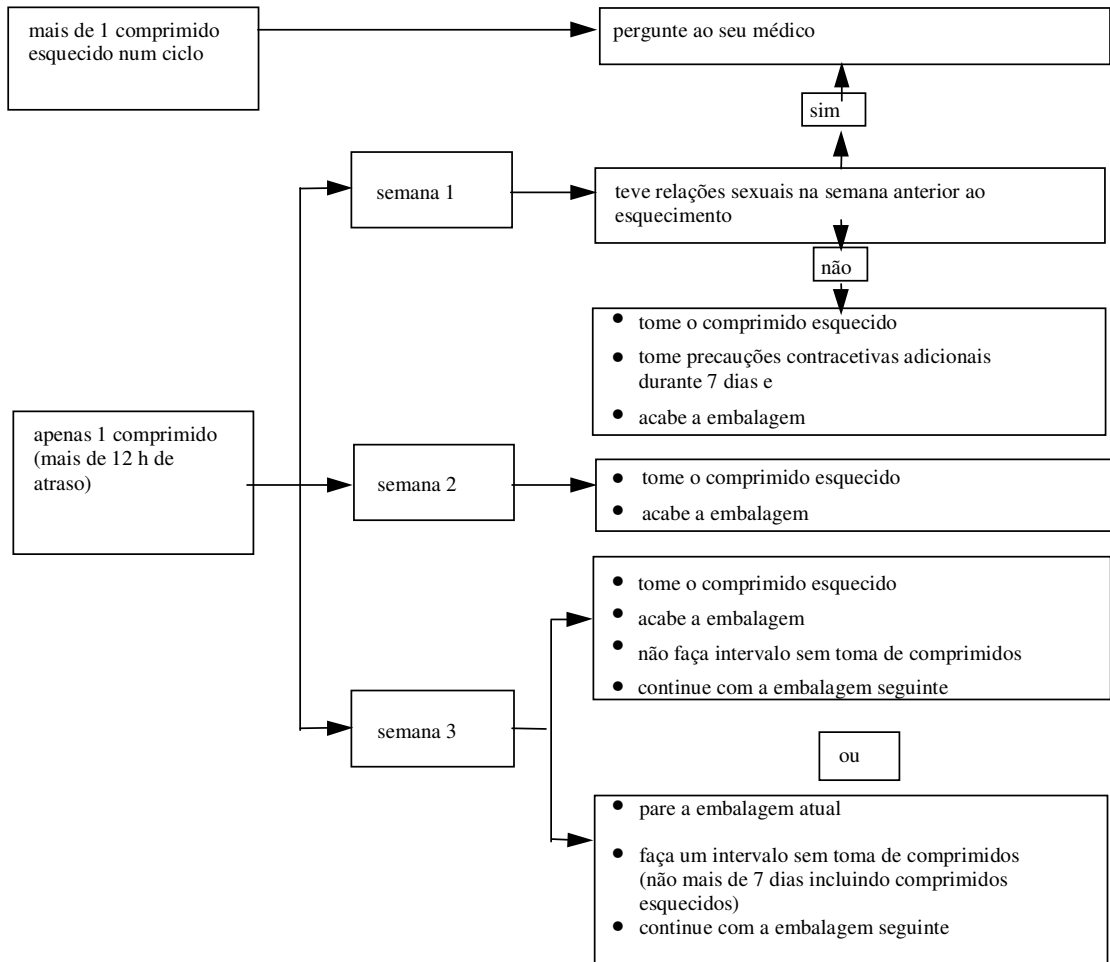 mais de 1 comprimido
esquecido num ciclo
pergunte ao seu médico
sim
semana 1
teve relações sexuais na semana anterior ao
esquecimento
não
• tome o comprimido esquecido
• tome precauções contracetivas adicionais
durante 7 dias e
• acabe a embalagem
apenas 1 comprimido
(mais de 12 h de
atraso)
semana 2
• tome o comprimido esquecido
• acabe a embalagem
• tome o comprimido esquecido
• acabe a embalagem
• não faça intervalo sem toma de comprimidos
• continue com a embalagem seguinte
semana 3
ou
• pare a embalagem atual
• faça um intervalo sem toma de comprimidos
(não mais de 7 dias incluindo comprimidos
esquecidos)
• continue com a embalagem seguinte